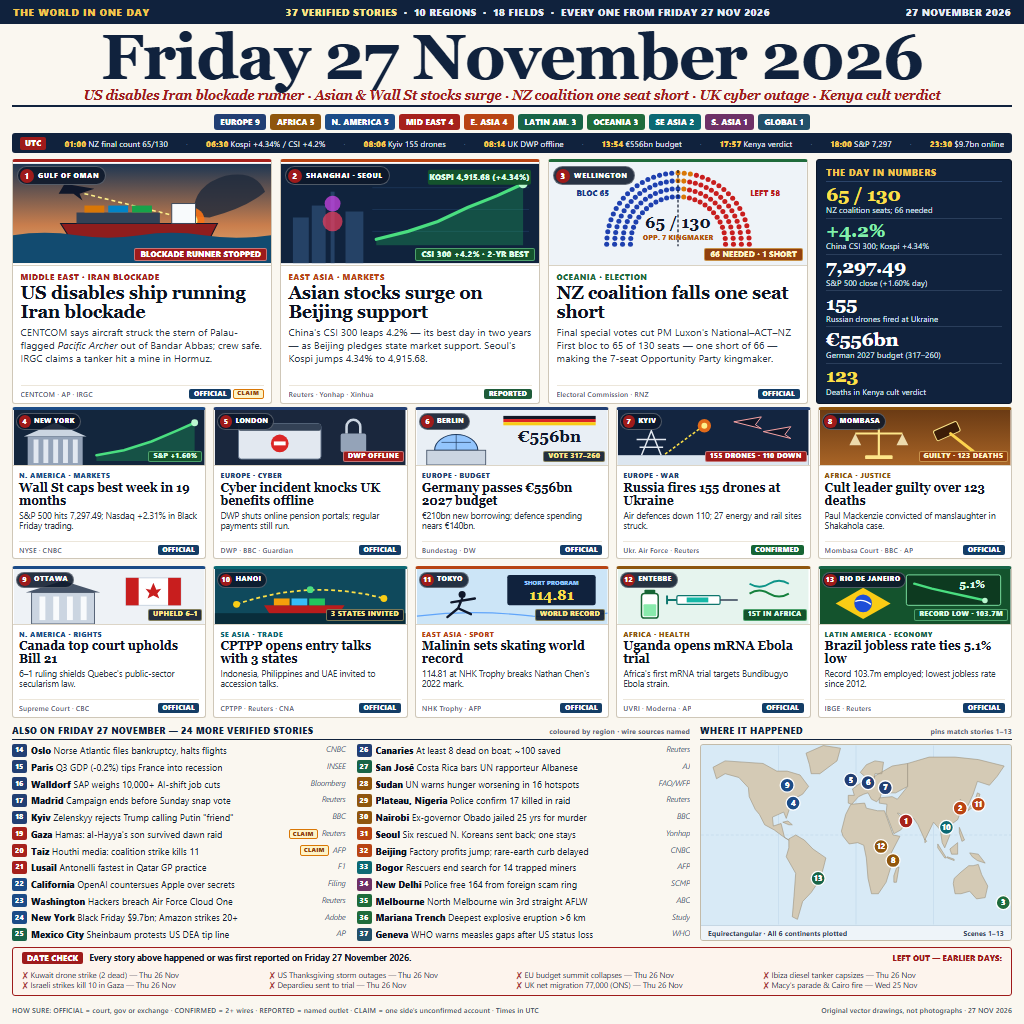 THE WORLD IN ONE DAY
37 VERIFIED STORIES · 10 REGIONS · 18 FIELDS · EVERY ONE FROM FRIDAY 27 NOV 2026
27 NOVEMBER 2026
Friday 27 November 2026
US disables Iran blockade runner · Asian & Wall St stocks surge · NZ coalition one seat short · UK cyber outage · Kenya cult verdict
EUROPE 9 AFRICA 5 N. AMERICA 5 MID EAST 4 E. ASIA 4 LATIN AM. 3 OCEANIA 3 SE ASIA 2 S. ASIA 1 GLOBAL 1
UTC 01:00 NZ final count 65/130 · 06:30 Kospi +4.34% / CSI +4.2% · 08:06 Kyiv 155 drones · 08:14 UK DWP offline · 13:54 €556bn budget · 17:57 Kenya verdict · 18:00 S&P 7,297 · 23:30 $9.7bn online
1 GULF OF OMAN
BLOCKADE RUNNER STOPPED
MIDDLE EAST · IRAN BLOCKADE
US disables ship running
Iran blockade
CENTCOM says aircraft struck the stern of Palau-
flagged Pacific Archer out of Bandar Abbas; crew safe.
IRGC claims a tanker hit a mine in Hormuz.
CENTCOM · AP · IRGC
OFFICIAL CLAIM
2 SHANGHAI · SEOUL
KOSPI 4,915.68 (+4.34%)
CSI 300 +4.2% · 2-YR BEST
EAST ASIA · MARKETS
Asian stocks surge on
Beijing support
China's CSI 300 leaps 4.2% — its best day in two years
— as Beijing pledges state market support. Seoul's
Kospi jumps 4.34% to 4,915.68.
Reuters · Yonhap · Xinhua
REPORTED
3 WELLINGTON
BLOC 65
LEFT 58
65 / 130
OPP. 7 KINGMAKER
66 NEEDED · 1 SHORT
OCEANIA · ELECTION
NZ coalition falls one seat
short
Final special votes cut PM Luxon's National–ACT–NZ
First bloc to 65 of 130 seats — one short of 66 —
making the 7-seat Opportunity Party kingmaker.
Electoral Commission · RNZ
OFFICIAL
THE DAY IN NUMBERS
65 / 130
NZ coalition seats; 66 needed
+4.2%
China CSI 300; Kospi +4.34%
7,297.49
S&P 500 close (+1.60% day)
155
Russian drones fired at Ukraine
€556bn
German 2027 budget (317–260)
123
Deaths in Kenya cult verdict
4 NEW YORK
S&P +1.60%
N. AMERICA · MARKETS
Wall St caps best week in 19
months
S&P 500 hits 7,297.49; Nasdaq +2.31% in Black
Friday trading.
NYSE · CNBC
OFFICIAL
5 LONDON
DWP OFFLINE
EUROPE · CYBER
Cyber incident knocks UK
benefits offline
DWP shuts online pension portals; regular
payments still run.
DWP · BBC · Guardian
OFFICIAL
6 BERLIN
€556bn
VOTE 317–260
EUROPE · BUDGET
Germany passes €556bn
2027 budget
€210bn new borrowing; defence spending
nears €140bn.
Bundestag · DW
OFFICIAL
7 KYIV
155 DRONES · 110 DOWN
EUROPE · WAR
Russia fires 155 drones at
Ukraine
Air defences down 110; 27 energy and rail sites
struck.
Ukr. Air Force · Reuters
CONFIRMED
8 MOMBASA
GUILTY · 123 DEATHS
AFRICA · JUSTICE
Cult leader guilty over 123
deaths
Paul Mackenzie convicted of manslaughter in
Shakahola case.
Mombasa Court · BBC · AP
OFFICIAL
9 OTTAWA
UPHELD 6–1
N. AMERICA · RIGHTS
Canada top court upholds
Bill 21
6–1 ruling shields Quebec's public-sector
secularism law.
Supreme Court · CBC
OFFICIAL
10 HANOI
3 STATES INVITED
SE ASIA · TRADE
CPTPP opens entry talks
with 3 states
Indonesia, Philippines and UAE invited to
accession talks.
CPTPP · Reuters · CNA
OFFICIAL
11 TOKYO
SHORT PROGRAM
114.81
WORLD RECORD
EAST ASIA · SPORT
Malinin sets skating world
record
114.81 at NHK Trophy breaks Nathan Chen's
2022 mark.
NHK Trophy · AFP
OFFICIAL
12 ENTEBBE
1ST IN AFRICA
AFRICA · HEALTH
Uganda opens mRNA Ebola
trial
Africa's first mRNA trial targets Bundibugyo
Ebola strain.
UVRI · Moderna · AP
OFFICIAL
13 RIO DE JANEIRO
5.1%
RECORD LOW · 103.7M
LATIN AMERICA · ECONOMY
Brazil jobless rate ties 5.1%
low
Record 103.7m employed; lowest jobless rate
since 2012.
IBGE · Reuters
OFFICIAL
ALSO ON FRIDAY 27 NOVEMBER — 24 MORE VERIFIED STORIES
coloured by region · wire sources named
14 Oslo Norse Atlantic files bankruptcy, halts flights CNBC
15 Paris Q3 GDP (-0.2%) tips France into recession INSEE
16 Walldorf SAP weighs 10,000+ AI-shift job cuts Bloomberg
17 Madrid Campaign ends before Sunday snap vote Reuters
18 Kyiv Zelenskyy rejects Trump calling Putin "friend" BBC
19 Gaza Hamas: al-Hayya's son survived dawn raid CLAIM Reuters
20 Taiz Houthi media: coalition strike kills 11 CLAIM AFP
21 Lusail Antonelli fastest in Qatar GP practice F1
22 California OpenAI countersues Apple over secrets Filing
23 Washington Hackers breach Air Force Cloud One Reuters
24 New York Black Friday $9.7bn; Amazon strikes 20+ Adobe
25 Mexico City Sheinbaum protests US DEA tip line AP
26 Canaries At least 8 dead on boat; ~100 saved Reuters
27 San José Costa Rica bars UN rapporteur Albanese AJ
28 Sudan UN warns hunger worsening in 16 hotspots FAO/WFP
29 Plateau, Nigeria Police confirm 17 killed in raid Reuters
30 Nairobi Ex-governor Obado jailed 25 yrs for murder BBC
31 Seoul Six rescued N. Koreans sent back; one stays Yonhap
32 Beijing Factory profits jump; rare-earth curb delayed CNBC
33 Bogor Rescuers end search for 14 trapped miners AFP
34 New Delhi Police free 164 from foreign scam ring SCMP
35 Melbourne North Melbourne win 3rd straight AFLW ABC
36 Mariana Trench Deepest explosive eruption >6 km Study
37 Geneva WHO warns measles gaps after US status loss WHO
WHERE IT HAPPENED
pins match stories 1–13
9
4
5
6
7
1
2
11
10
12
8
13
3
Equirectangular · All 6 continents plotted
Scenes 1–13
DATE CHECK Every story above happened or was first reported on Friday 27 November 2026.
LEFT OUT — EARLIER DAYS:
✗ Kuwait drone strike (2 dead) — Thu 26 Nov
✗ US Thanksgiving storm outages — Thu 26 Nov
✗ EU budget summit collapses — Thu 26 Nov
✗ Ibiza diesel tanker capsizes — Thu 26 Nov
✗ Israeli strikes kill 10 in Gaza — Thu 26 Nov
✗ Depardieu sent to trial — Thu 26 Nov
✗ UK net migration 77,000 (ONS) — Thu 26 Nov
✗ Macy's parade & Cairo fire — Wed 25 Nov
HOW SURE: OFFICIAL = court, gov or exchange · CONFIRMED = 2+ wires · REPORTED = named outlet · CLAIM = one side's unconfirmed account · Times in UTC
Original vector drawings, not photographs · 27 NOV 2026